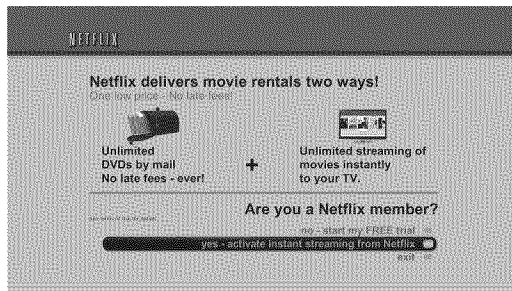 NETFLIX
Netflix delivers movie rentals two ways!
One low price - No late fees!
Unlimited
DVDs by mail
No late fees - ever!
+
Unlimited streaming of
movies instantly
to your TV.
Are you a Netflix member?
no - start my FREE trial
yes - activate instant streaming from Netflix
exit